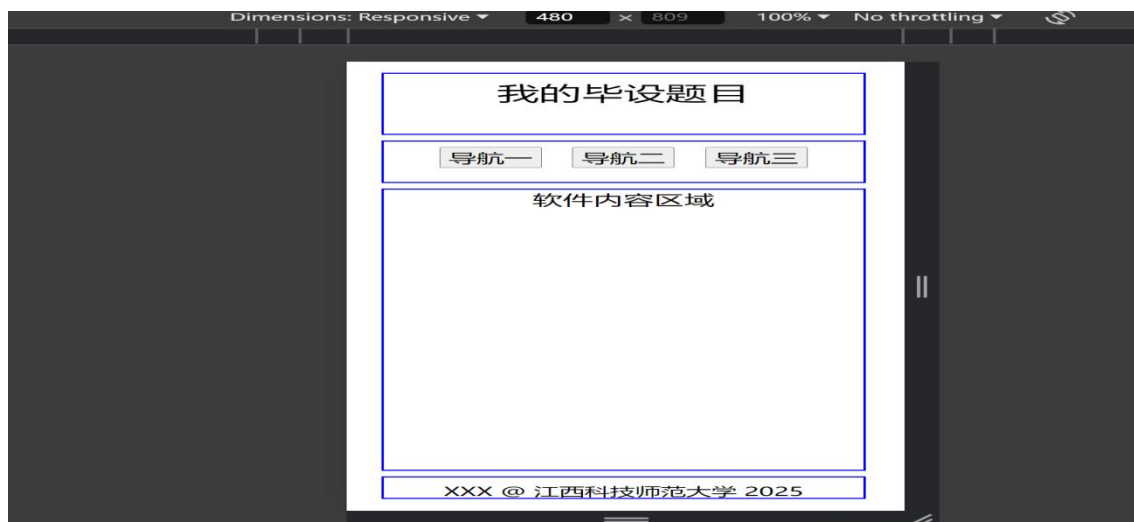 Dimensions: Responsive ▼ 480 × 809 100% ▼ No throttling ▼
我的毕设题目
导航一 导航二 导航三
软件内容区域
XXX @ 江西科技师范大学 2025